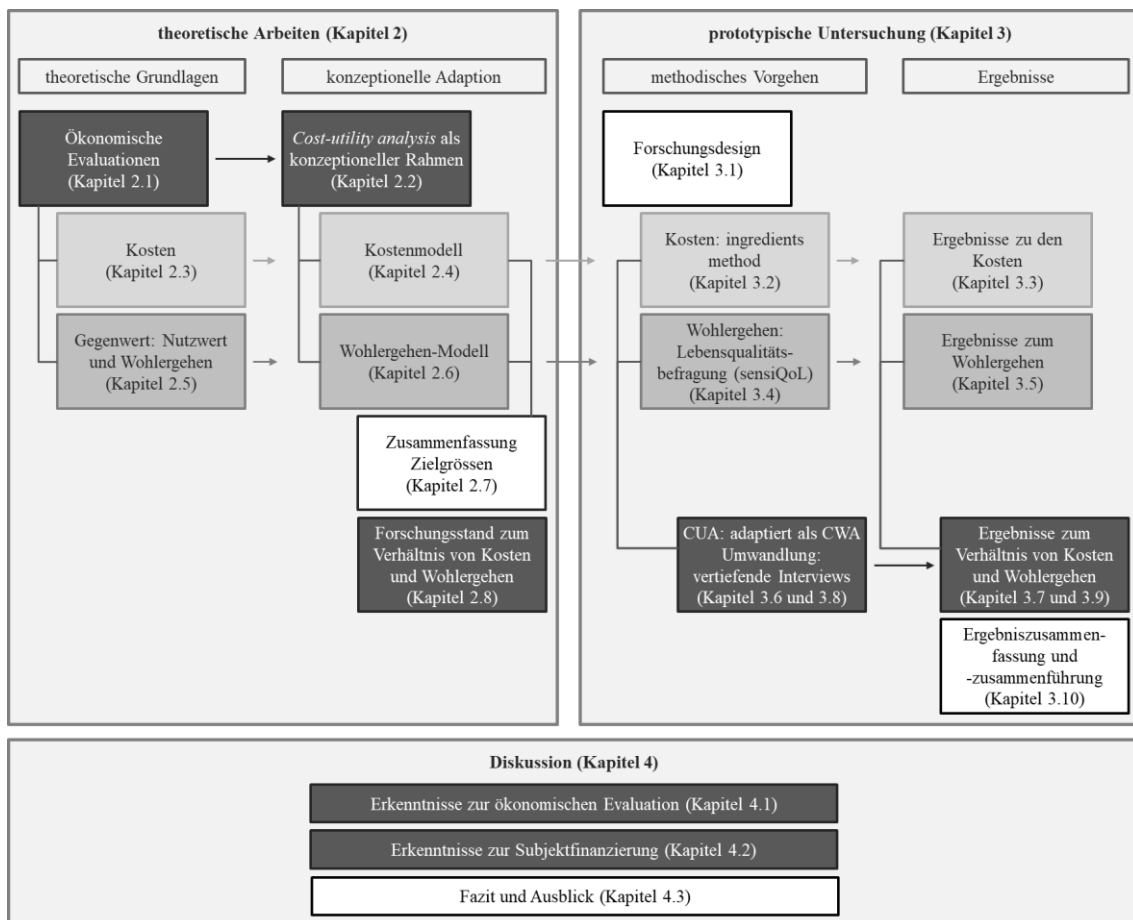 theoretische Arbeiten (Kapitel 2)
theoretische Grundlagen
konzeptionelle Adaption
Ökonomische
Evaluationen
(Kapitel 2.1)
Cost-utility analysis als
konzeptioneller Rahmen
(Kapitel 2.2)
Kosten
(Kapitel 2.3)
Kostenmodell
(Kapitel 2.4)
Gegenwert: Nutzwert
und Wohlergehen
(Kapitel 2.5)
Wohlergehen-Modell
(Kapitel 2.6)
Zusammenfassung
Zielgrössen
(Kapitel 2.7)
Forschungsstand zum
Verhältnis von Kosten
und Wohlergehen
(Kapitel 2.8)
prototypische Untersuchung (Kapitel 3)
methodisches Vorgehen
Ergebnisse
Forschungsdesign
(Kapitel 3.1)
Kosten: ingredients
method
(Kapitel 3.2)
Ergebnisse zu den
Kosten
(Kapitel 3.3)
Wohlergehen:
Lebensqualitäts-
befragung (sensiQoL)
(Kapitel 3.4)
Ergebnisse zum
Wohlergehen
(Kapitel 3.5)
CUA: adaptiert als CWA
Umwandlung:
vertiefende Interviews
(Kapitel 3.6 und 3.8)
Ergebnisse zum
Verhältnis von Kosten
und Wohlergehen
(Kapitel 3.7 und 3.9)
Ergebniszusammen-
fassung und
-zusammenführung
(Kapitel 3.10)
Diskussion (Kapitel 4)
Erkenntnisse zur ökonomischen Evaluation (Kapitel 4.1)
Erkenntnisse zur Subjektfinanzierung (Kapitel 4.2)
Fazit und Ausblick (Kapitel 4.3)